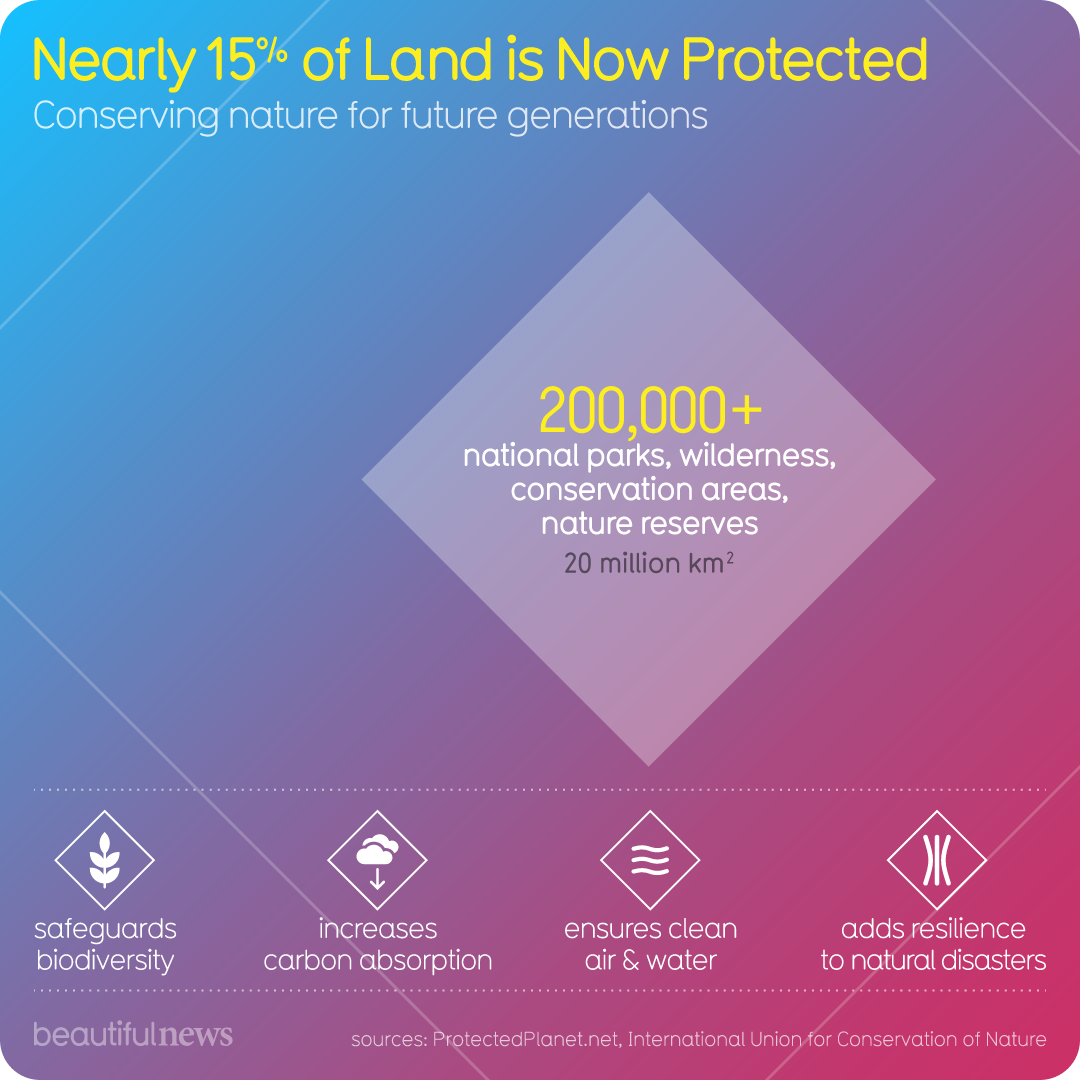 Nearly 15% of Land is Now Protected
Conserving nature for future generations
200,000+
national parks, wilderness,
conservation areas,
nature reserves
20 million km²
safeguards
biodiversity
increases
carbon absorption
ensures clean
air & water
adds resilience
to natural disasters
beautifulnews
sources: ProtectedPlanet.net, International Union for Conservation of Nature